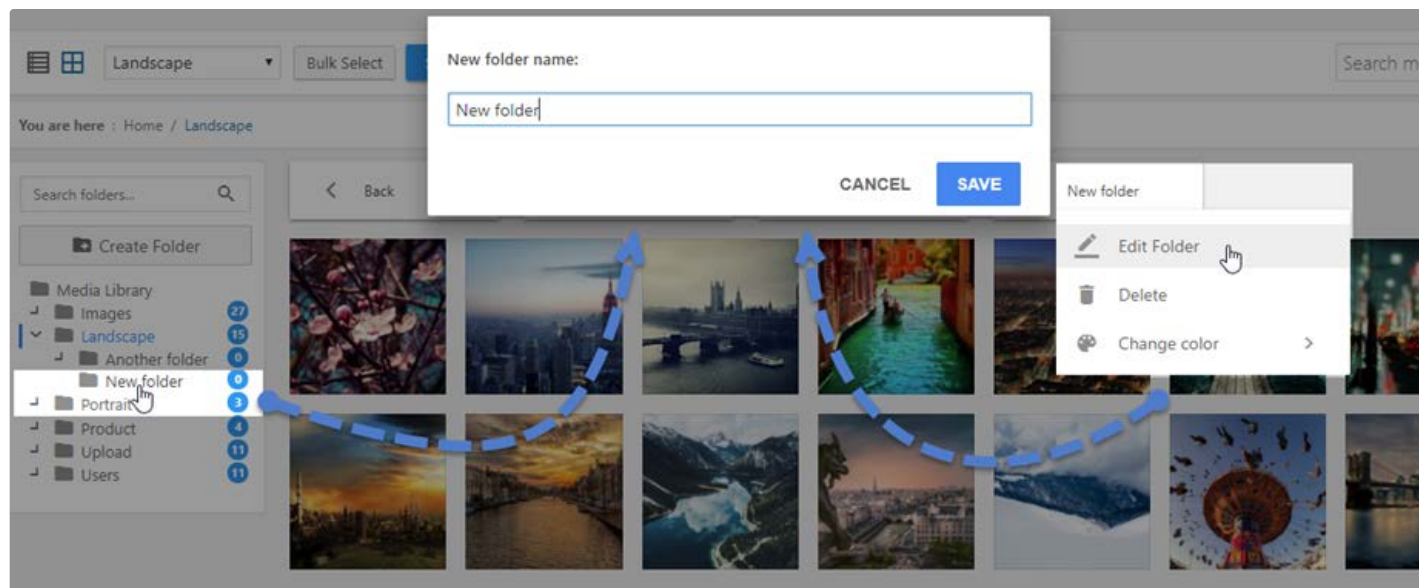 Landscape
Bulk Select
Search m
You are here : Home / Landscape
New folder name:
New folder
CANCEL
SAVE
Search folders...
Create Folder
Media Library
Images 27
Landscape 15
Another folder 0
New folder 0
Portrait 3
Product 4
Upload 11
Users 11
Back
New folder
Edit Folder
Delete
Change color